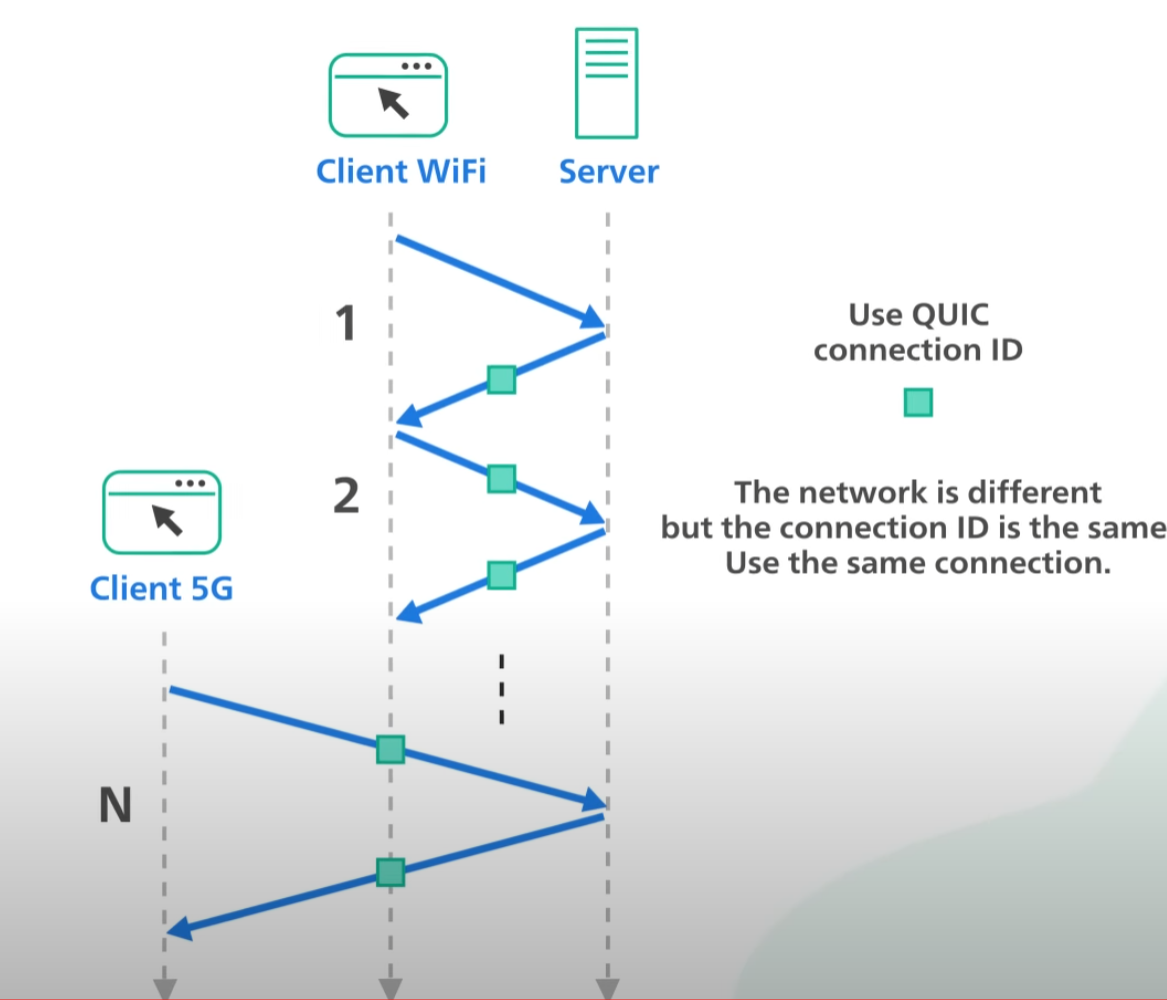 Client WiFi
Server
1
Use QUIC
connection ID
2
The network is different
but the connection ID is the same
Use the same connection.
Client 5G
N